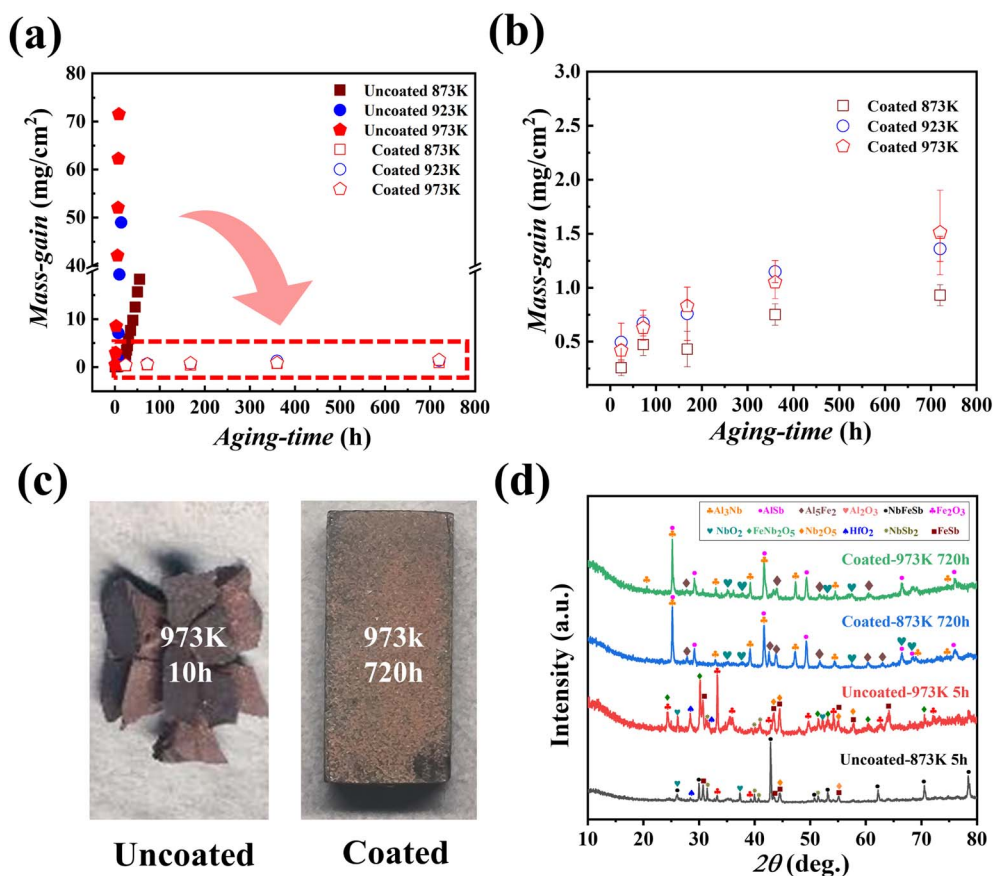 (a)
Mass-gain (mg/cm²)
80
70
60
50
40
10
0
Uncoated 873K
Uncoated 923K
Uncoated 973K
Coated 873K
Coated 923K
Coated 973K
0 100 200 300 400 500 600 700 800
Aging-time (h)
(b)
Mass-gain (mg/cm²)
3.0
2.5
2.0
1.5
1.0
0.5
0.0
Coated 873K
Coated 923K
Coated 973K
0 100 200 300 400 500 600 700 800
Aging-time (h)
(c)
973K
10h
973k
720h
Uncoated
Coated
(d)
Intensity (a.u.)
Al₃Nb AlSb Al₅Fe₂ Al₂O₃ NbFeSb Fe₂O₃
NbO₂ FeNb₂O₅ Nb₂O₅ HfO₂ NbSb₂ FeSb
Coated-973K 720h
Coated-873K 720h
Uncoated-973K 5h
Uncoated-873K 5h
10 20 30 40 50 60 70 80
2θ (deg.)